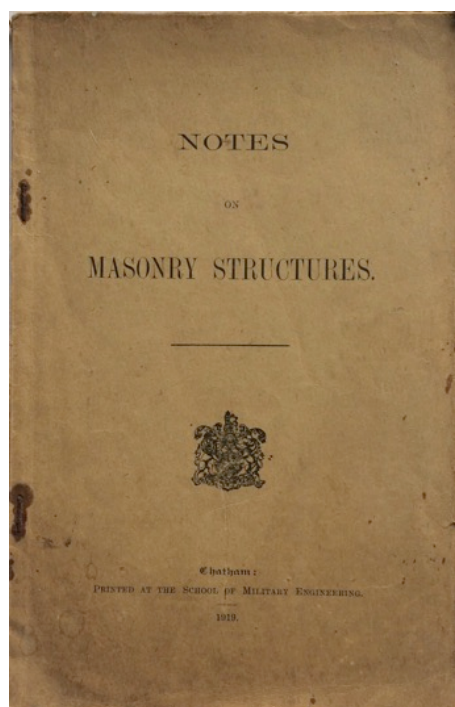 NOTES
ON
MASONRY STRUCTURES.
Chatham:
PRINTED AT THE SCHOOL OF MILITARY ENGINEERING.
1919.